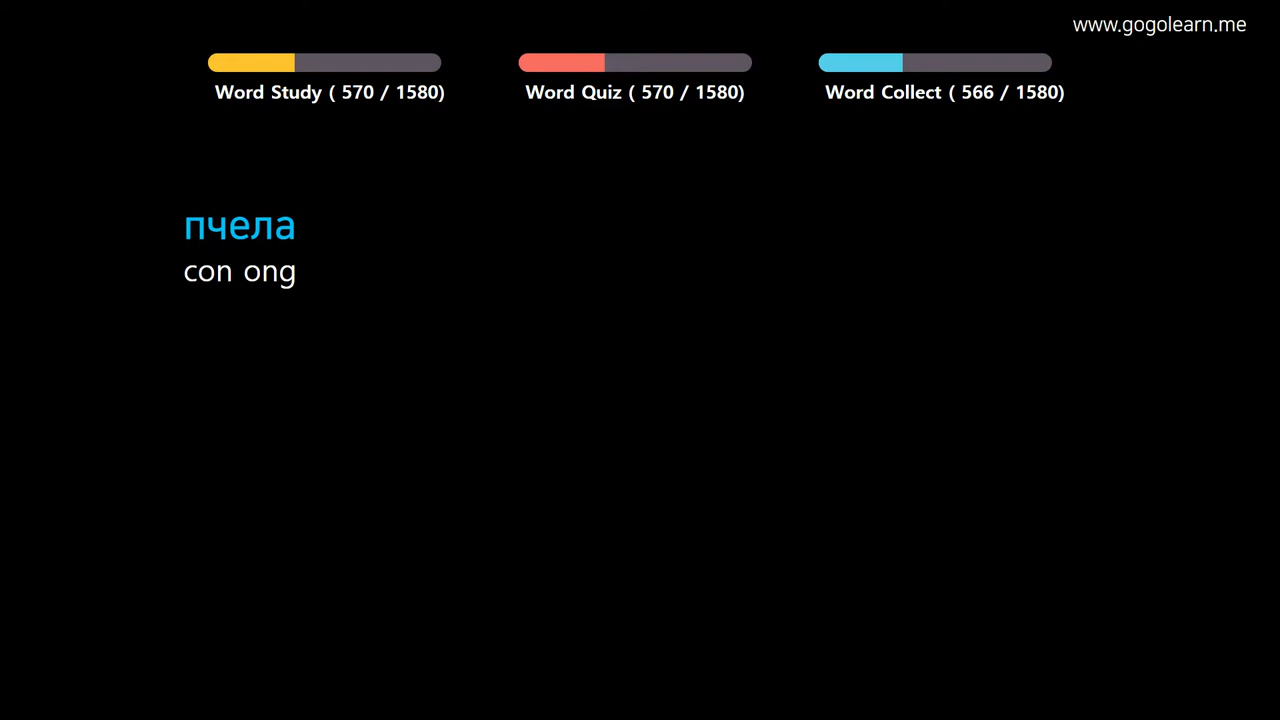 www.gogolearn.me
Word Study ( 570 / 1580)
Word Quiz ( 570 / 1580)
Word Collect ( 566 / 1580)
пчела
con ong